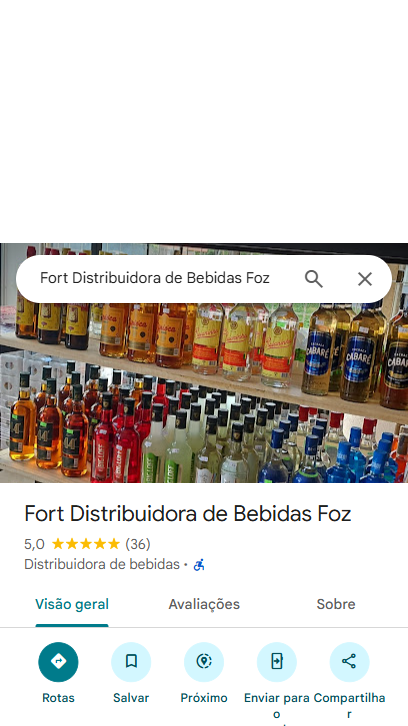 Fort Distribuidora de Bebidas Foz
CABARÉ
CABARÉ
CABARÉ
Fort Distribuidora de Bebidas Foz
5,0 (36)
Distribuidora de bebidas ·
Visão geral Avaliações Sobre
Rotas Salvar Próximo Enviar para o Compartilhar